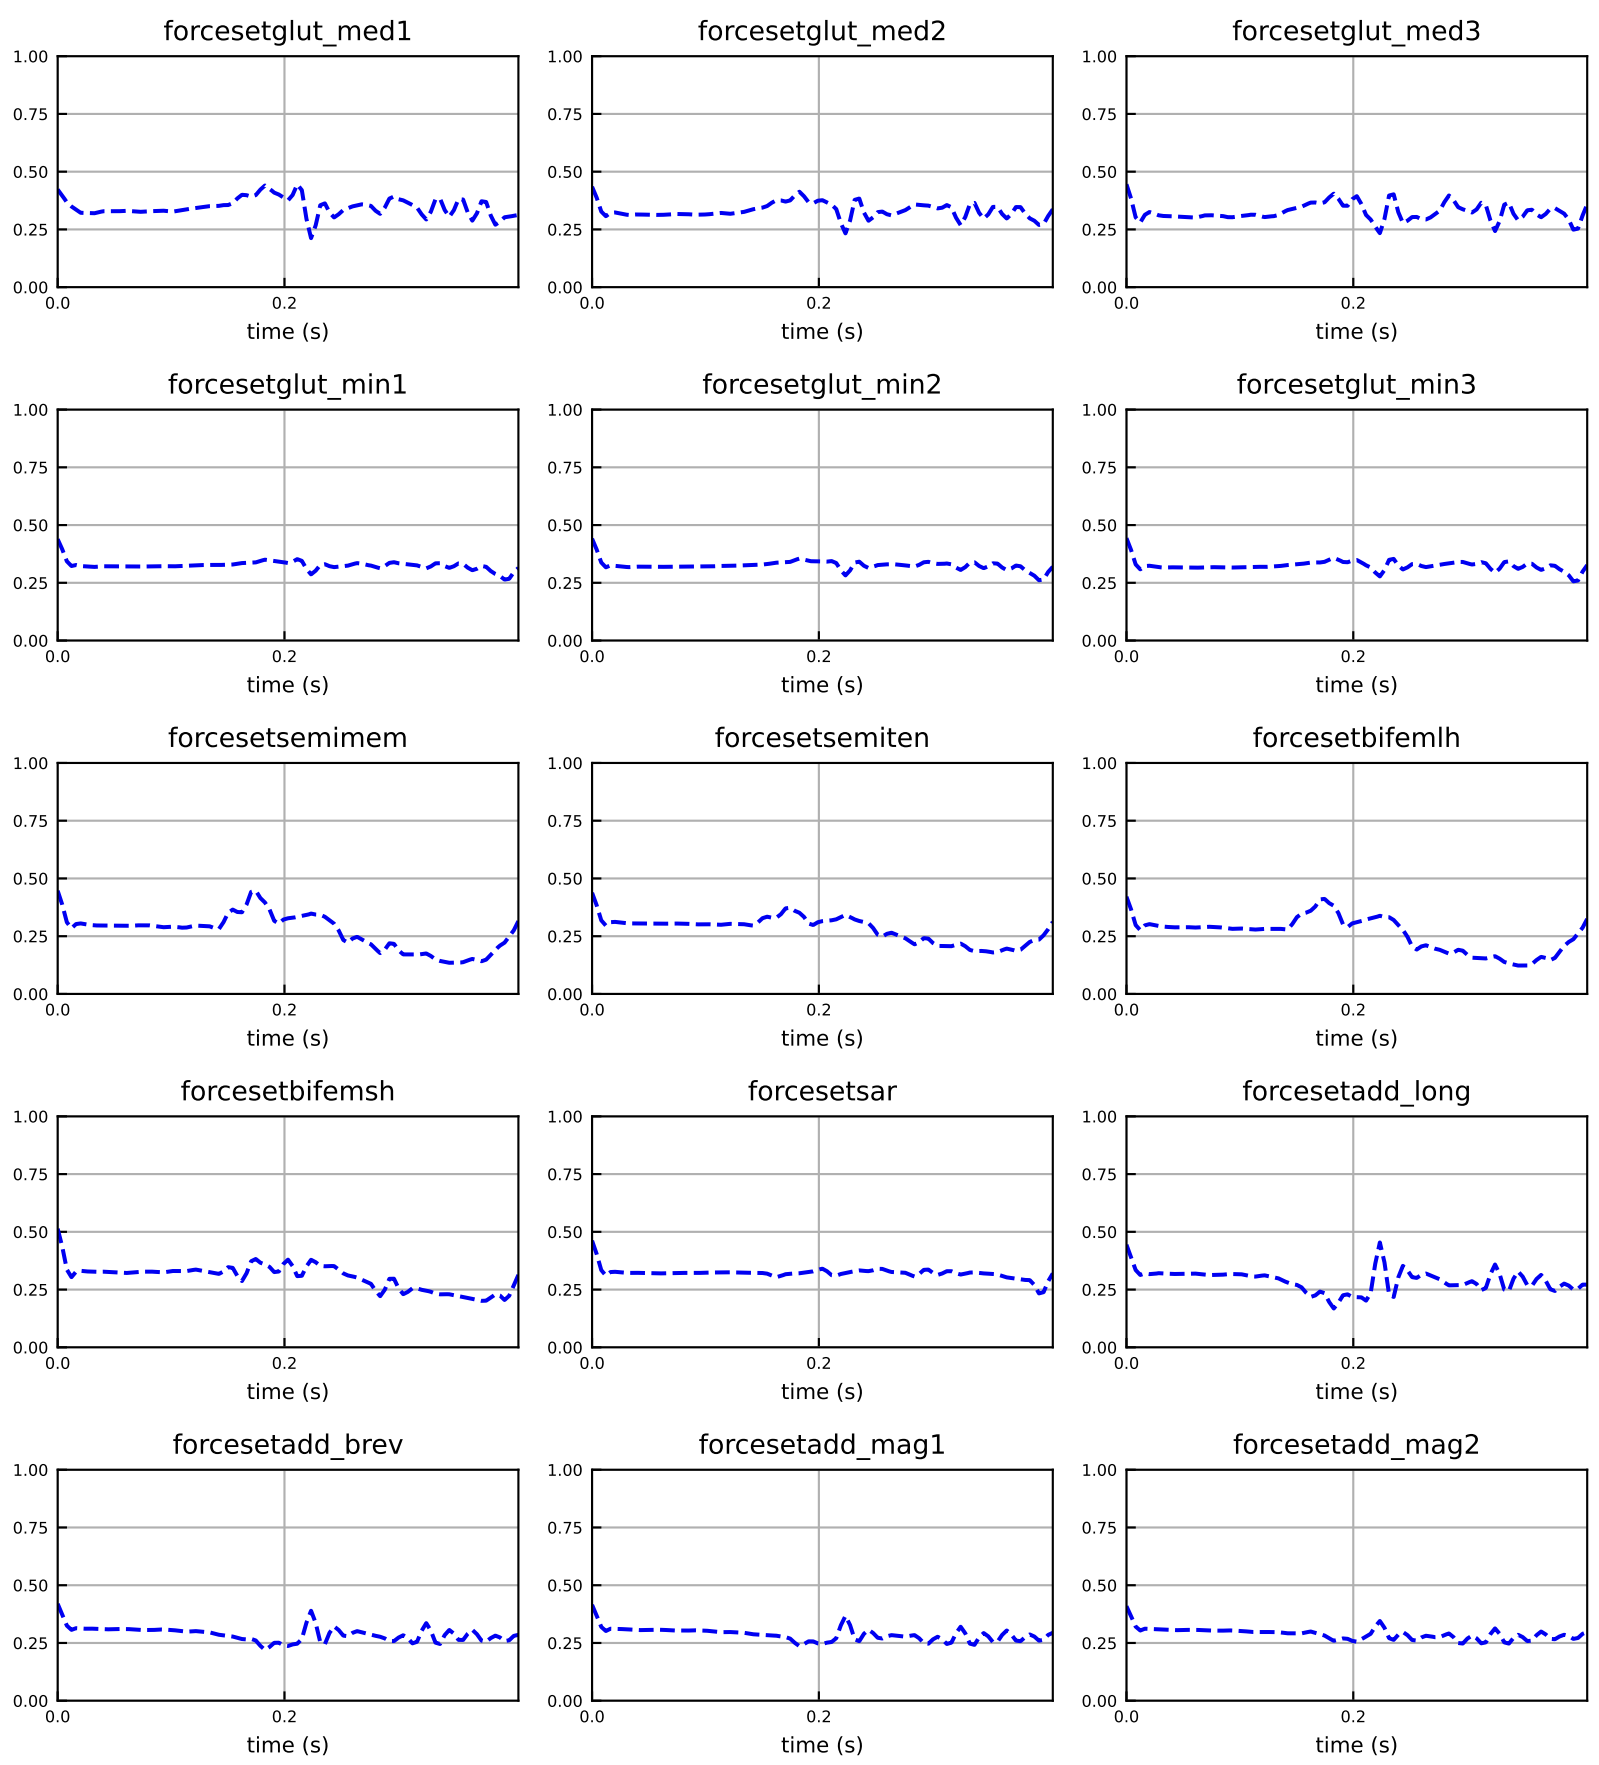 forcesetglut_med1 forcesetglut_med2 forcesetglut_med3
1.00 1.00 1.00
0.75 0.75 0.75
0.50 0.50 0.50
0.25 0.25 0.25
0.00 0.00 0.00
0.0 0.2 0.0 0.2 0.0 0.2
time (s) time (s) time (s)
forcesetglut_min1 forcesetglut_min2 forcesetglut_min3
1.00 1.00 1.00
0.75 0.75 0.75
0.50 0.50 0.50
0.25 0.25 0.25
0.00 0.00 0.00
0.0 0.2 0.0 0.2 0.0 0.2
time (s) time (s) time (s)
forcesetsemimem forcesetsemiten forcesetbifemlh
1.00 1.00 1.00
0.75 0.75 0.75
0.50 0.50 0.50
0.25 0.25 0.25
0.00 0.00 0.00
0.0 0.2 0.0 0.2 0.0 0.2
time (s) time (s) time (s)
forcesetbifemsh forcesetsar forcesetadd_long
1.00 1.00 1.00
0.75 0.75 0.75
0.50 0.50 0.50
0.25 0.25 0.25
0.00 0.00 0.00
0.0 0.2 0.0 0.2 0.0 0.2
time (s) time (s) time (s)
forcesetadd_brev forcesetadd_mag1 forcesetadd_mag2
1.00 1.00 1.00
0.75 0.75 0.75
0.50 0.50 0.50
0.25 0.25 0.25
0.00 0.00 0.00
0.0 0.2 0.0 0.2 0.0 0.2
time (s) time (s) time (s)